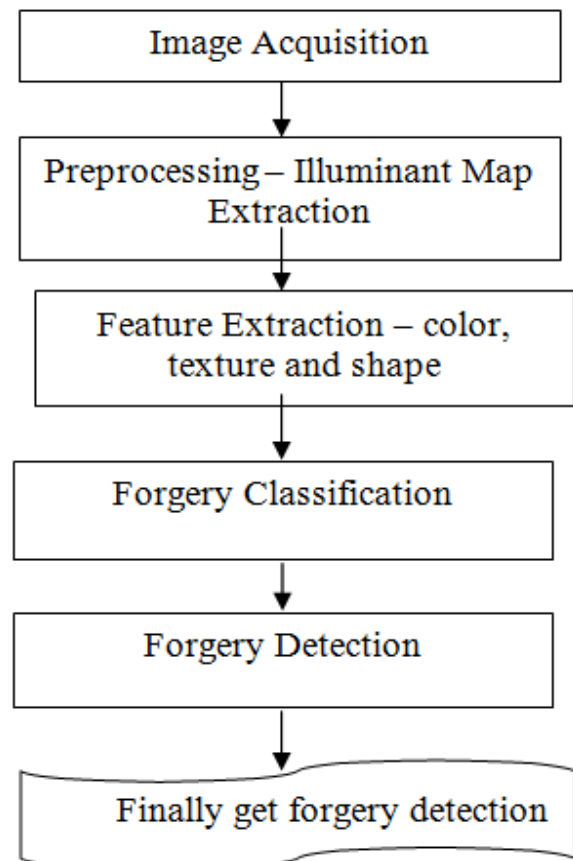 Image Acquisition
Preprocessing – Illuminant Map
Extraction
Feature Extraction – color,
texture and shape
Forgery Classification
Forgery Detection
Finally get forgery detection